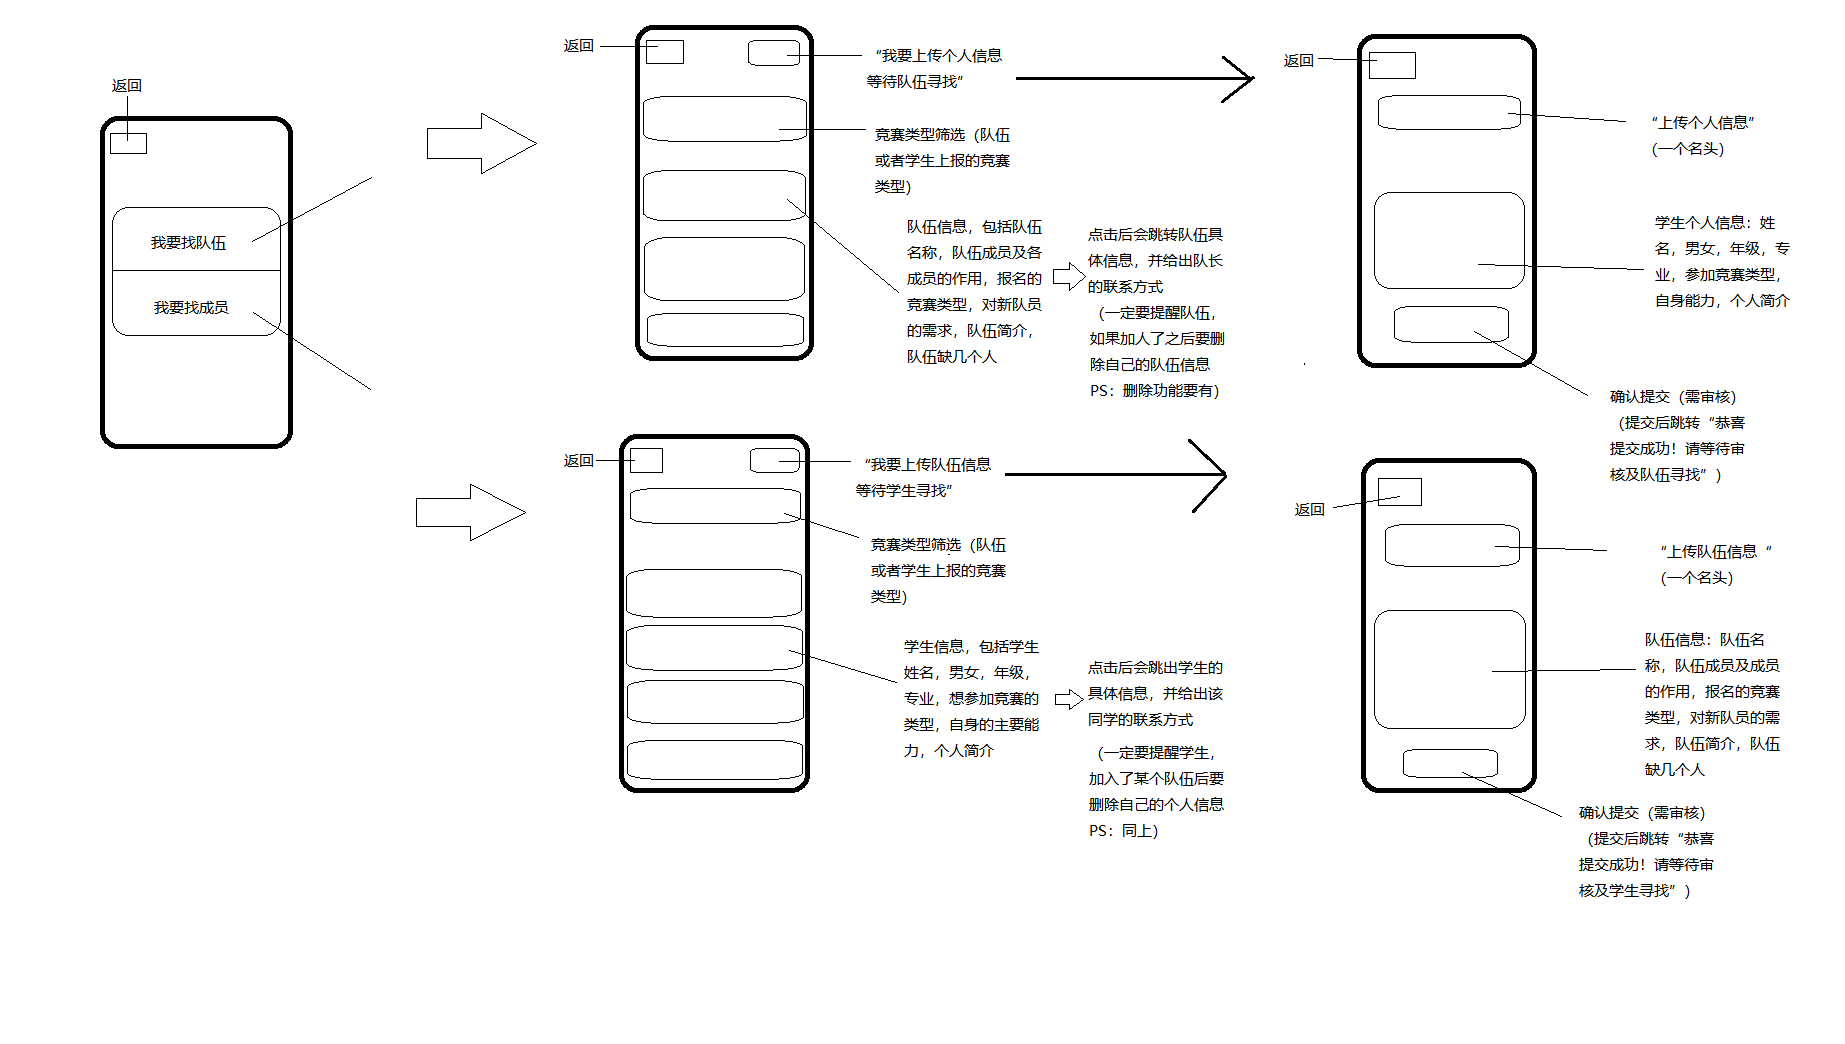 返回
我要找队伍
我要找成员
返回
“我要上传个人信息
等待队伍寻找”
竞赛类型筛选（队伍
或者学生上报的竞赛
类型）
队伍信息，包括队伍
名称，队伍成员及各
成员的作用，报名的
竞赛类型，对新队员
的需求，队伍简介，
队伍缺几个人
点击后会跳转队伍具
体信息，并给出队长
的联系方式
（一定要提醒队伍，
如果加人了之后要删
除自己的队伍信息
PS：删除功能要有）
返回
“上传个人信息”
（一个名头）
学生个人信息：姓
名，男女，年级，专
业，参加竞赛类型，
自身能力，个人简介
确认提交（需审核）
（提交后跳转“恭喜
提交成功！请等待审
核及队伍寻找”）
返回
“我要上传队伍信息
等待学生寻找”
竞赛类型筛选（队伍
或者学生上报的竞赛
类型）
学生信息，包括学生
姓名，男女，年级，
专业，想参加竞赛的
类型，自身的主要能
力，个人简介
点击后会跳出学生的
具体信息，并给出该
同学的联系方式
（一定要提醒学生，
加入了某个队伍后要
删除自己的个人信息
PS：同上）
返回
“上传队伍信息 “
（一个名头）
队伍信息：队伍名
称，队伍成员及成员
的作用，报名的竞赛
类型，对新队员的需
求，队伍简介，队伍
缺几个人
确认提交（需审核）
（提交后跳转“恭喜
提交成功！请等待审
核及学生寻找”）